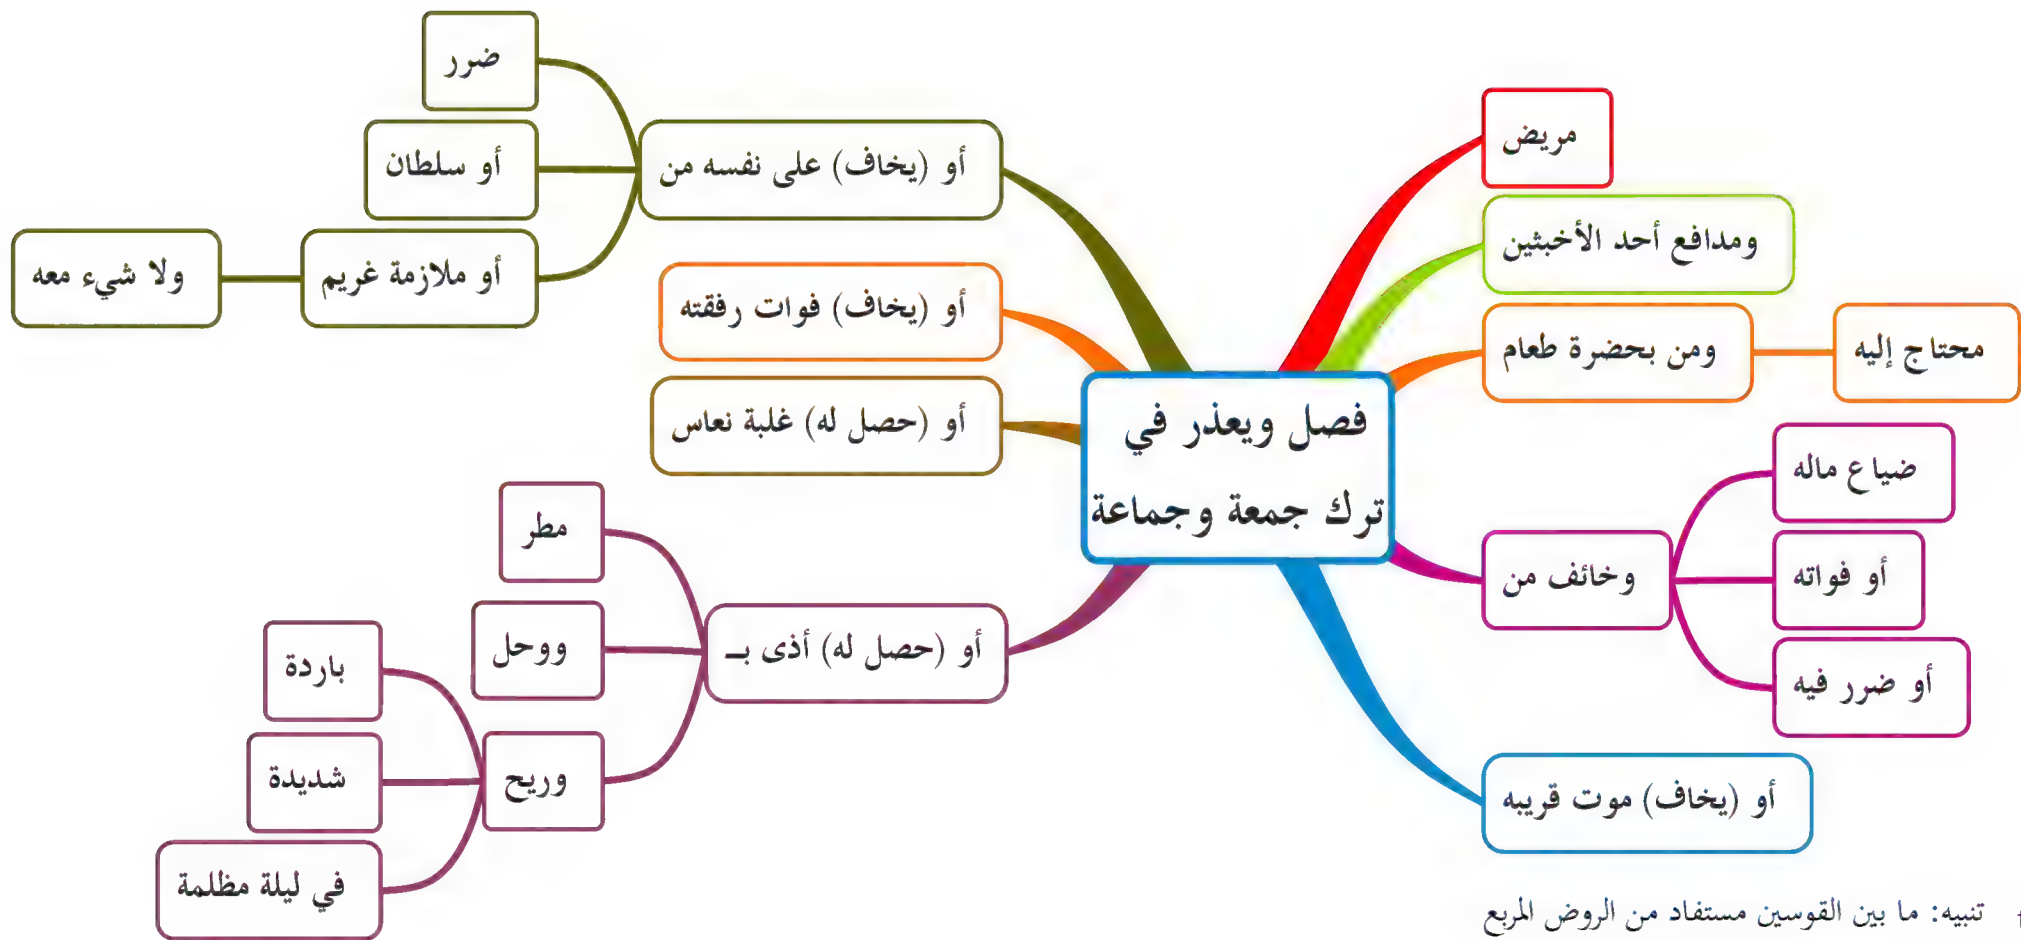 فصل ويعذر في
ترك جمعة وجماعة
مريض
ومدافع أحد الأخبثين
ومن بحضرة طعام
محتاج إليه
وخائف من
ضياع ماله
أو فواته
أو ضرر فيه
أو (يخاف) موت قريبه
أو (يخاف) على نفسه من
ضرر
أو سلطان
أو ملازمة غريم
ولا شيء معه
أو (يخاف) فوات رفقته
أو (حصل له) غلبة نعاس
أو (حصل له) أذى بـ
مطر
ووحل
وريح
باردة
شديدة
في ليلة مظلمة
تنبيه: ما بين القوسين مستفاد من الروض المربع